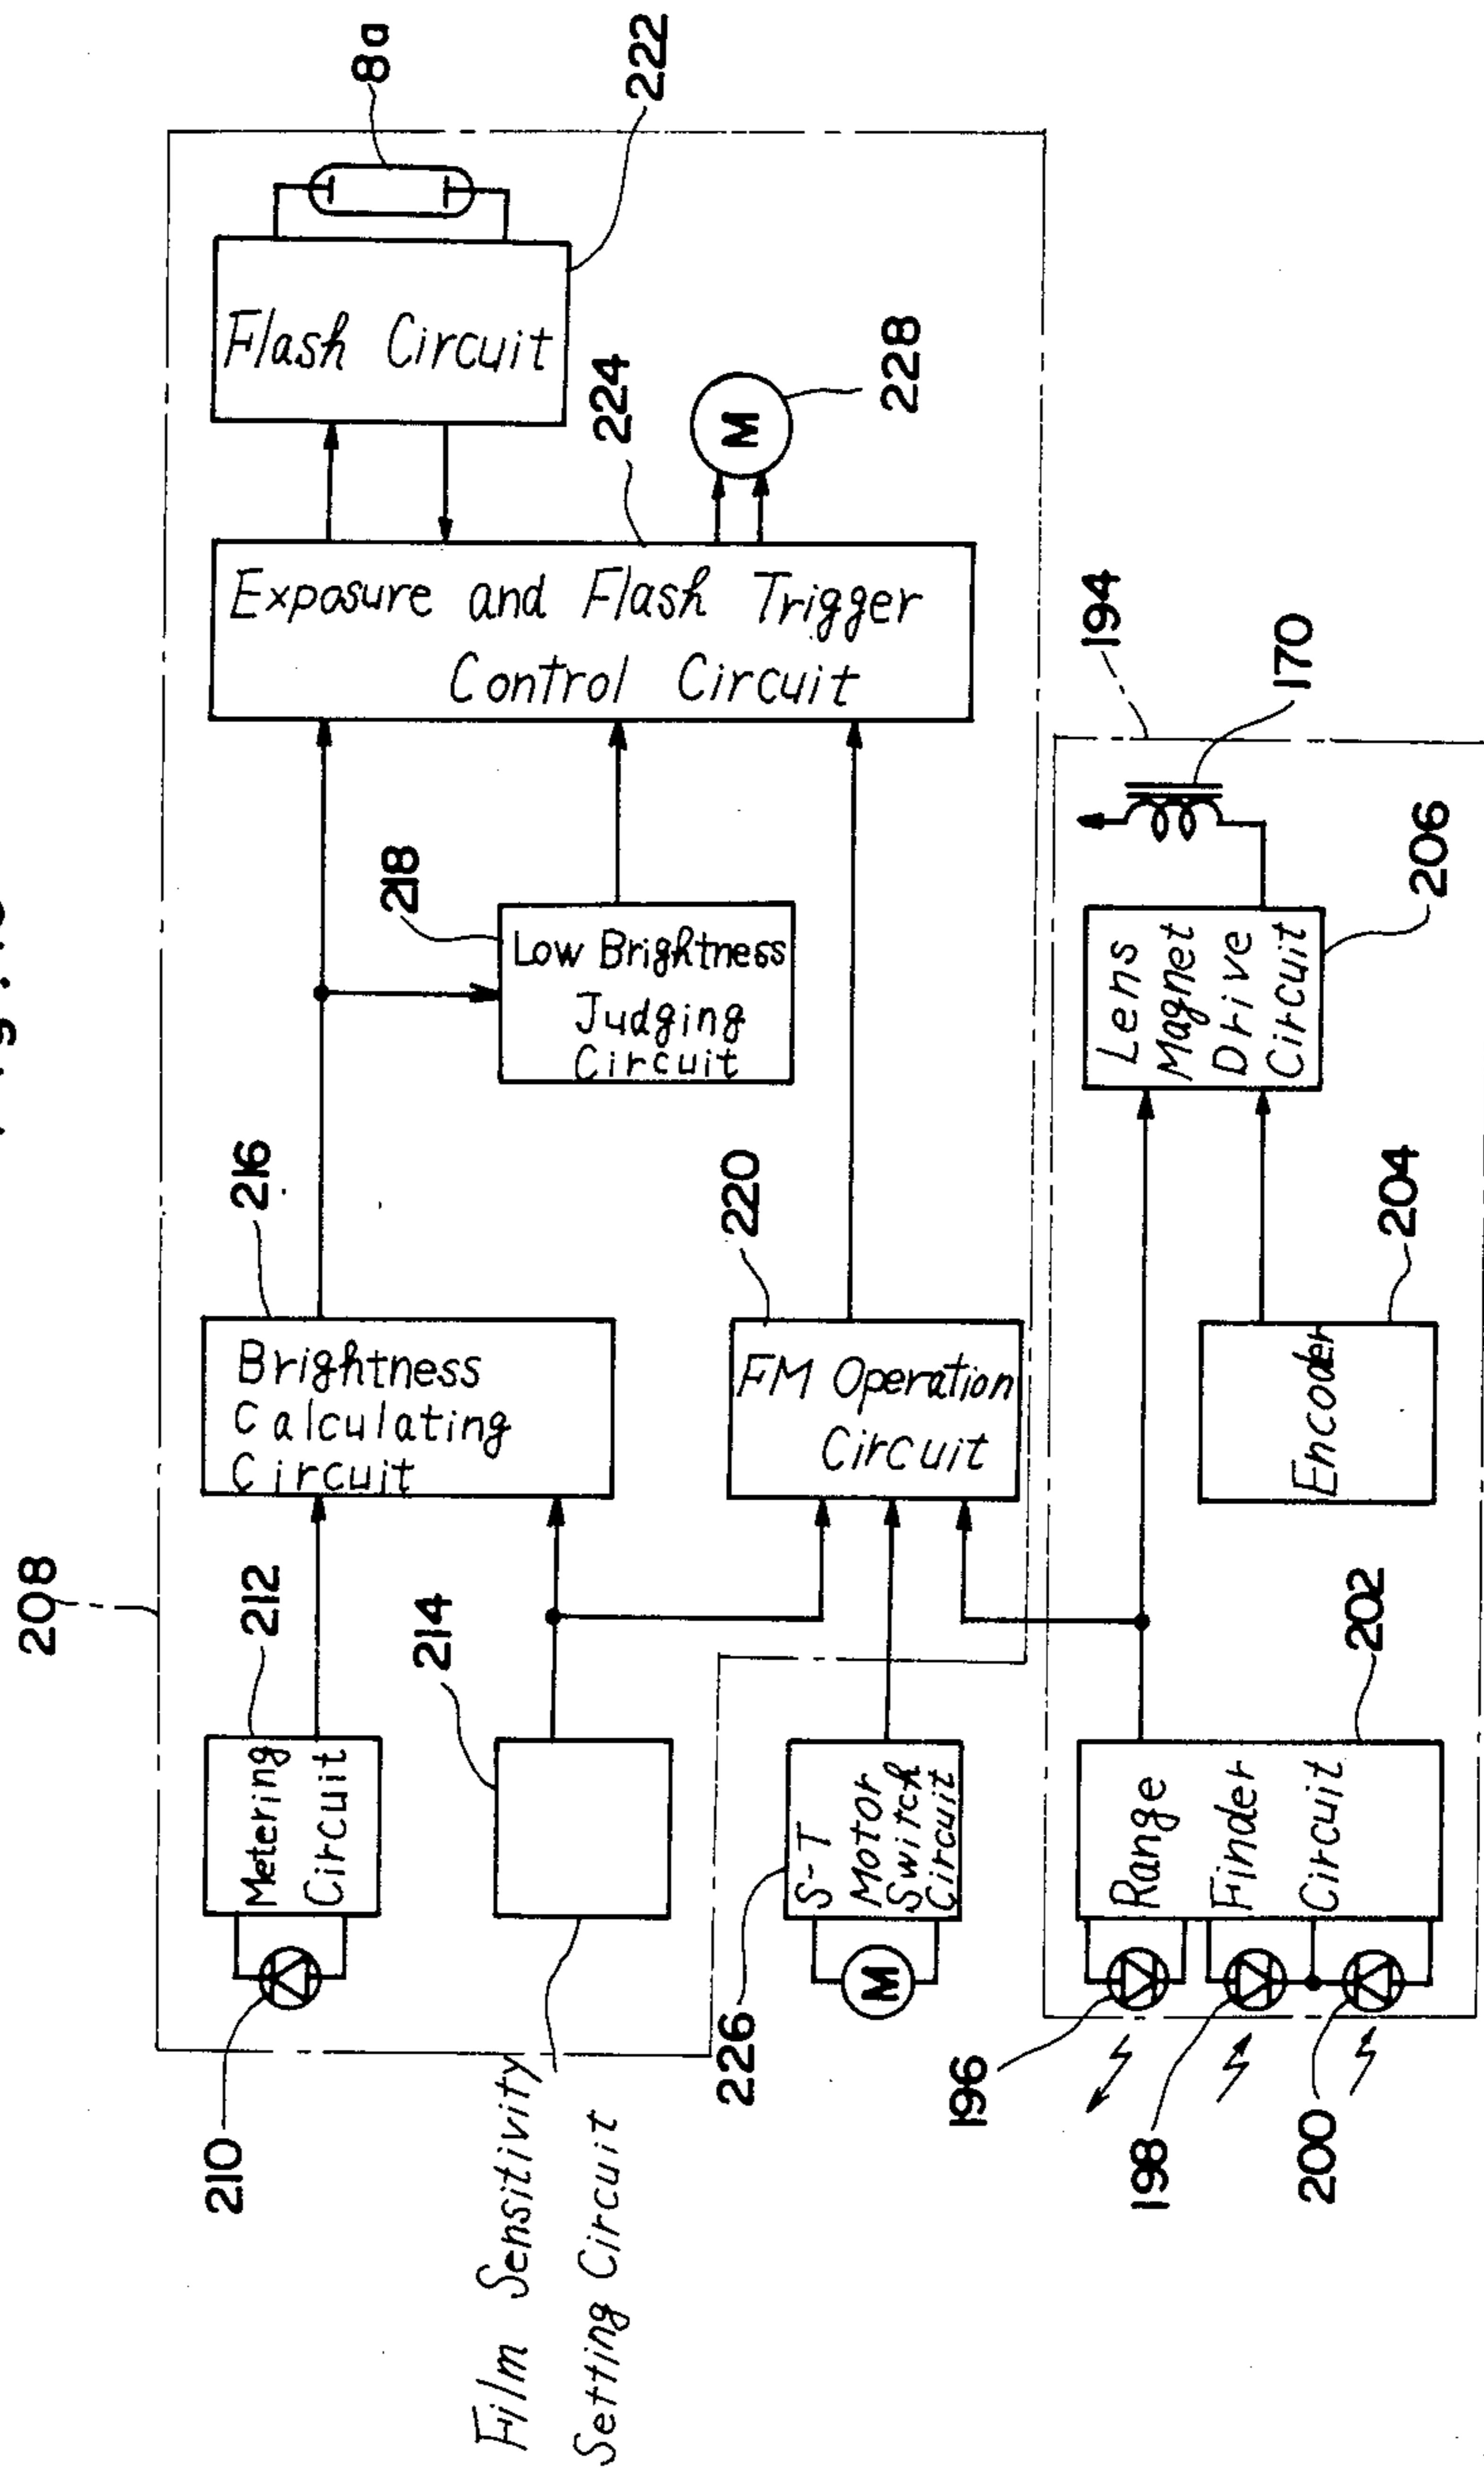 208
8a
222
Flash Circuit
224
228
M
Exposure and Flash Trigger
Control Circuit
218
Low Brightness
Judging
Circuit
216
Brightness
Calculating
Circuit
220
FM Operation
Circuit
212
Metering
Circuit
210
214
Film Sensitivity
Setting Circuit
226
S-T
Motor
Switch
Circuit
M
194
170
206
Lens
Magnet
Drive
Circuit
204
Encoder
202
Range
Finder
Circuit
196
198
200